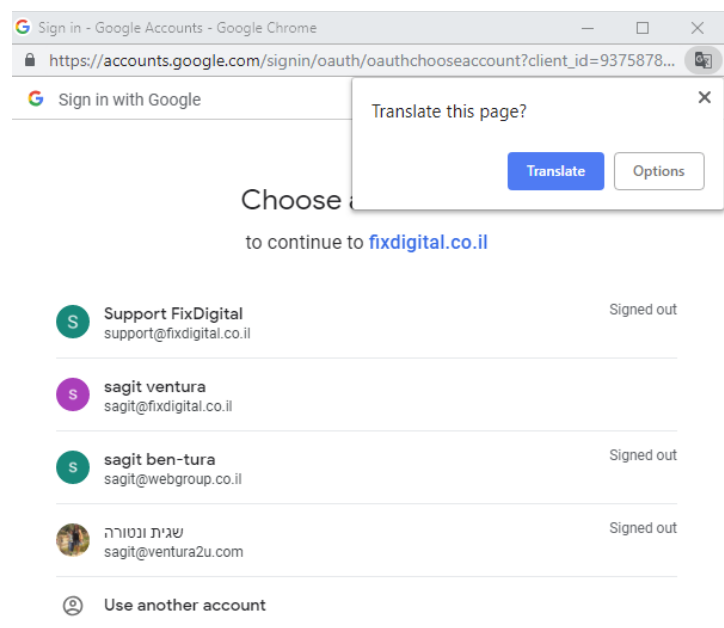 Sign in - Google Accounts - Google Chrome
https://accounts.google.com/signin/oauth/oauthchooseaccount?client_id=9375878...
Sign in with Google
Translate this page?
Translate
Options
Choose
to continue to fixdigital.co.il
S
Support FixDigital
Signed out
support@fixdigital.co.il
s
sagit ventura
sagit@fixdigital.co.il
s
sagit ben-tura
Signed out
sagit@webgroup.co.il
שגית ונטורה
Signed out
sagit@ventura2u.com
Use another account